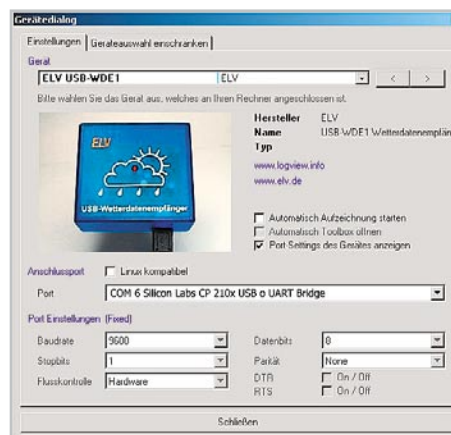 Gerätedialog
Einstellungen Geräteauswahl einschränken
Gerät
ELV USB-WDE1 ELV < >
Bitte wählen Sie das Gerät aus, welches an Ihren Rechner angeschlossen ist.
ELV
USB-Wetterdatenempfänger
Hersteller ELV
Name USB-WDE1 Wetterdatenempfän
Typ
www.logview.info
www.elv.de
Automatisch Aufzeichnung starten
Automatisch Toolbox öffnen
Port Settings des Gerätes anzeigen
Anschlussport Linux kompatibel
Port COM 6 Silicon Labs CP 210x USB o UART Bridge
Port Einstellungen (Fixed)
Baudrate 9600 Datenbits 8
Stopbits 1 Parität None
Flusskontrolle Hardware DTR On / Off
RTS On / Off
Schließen